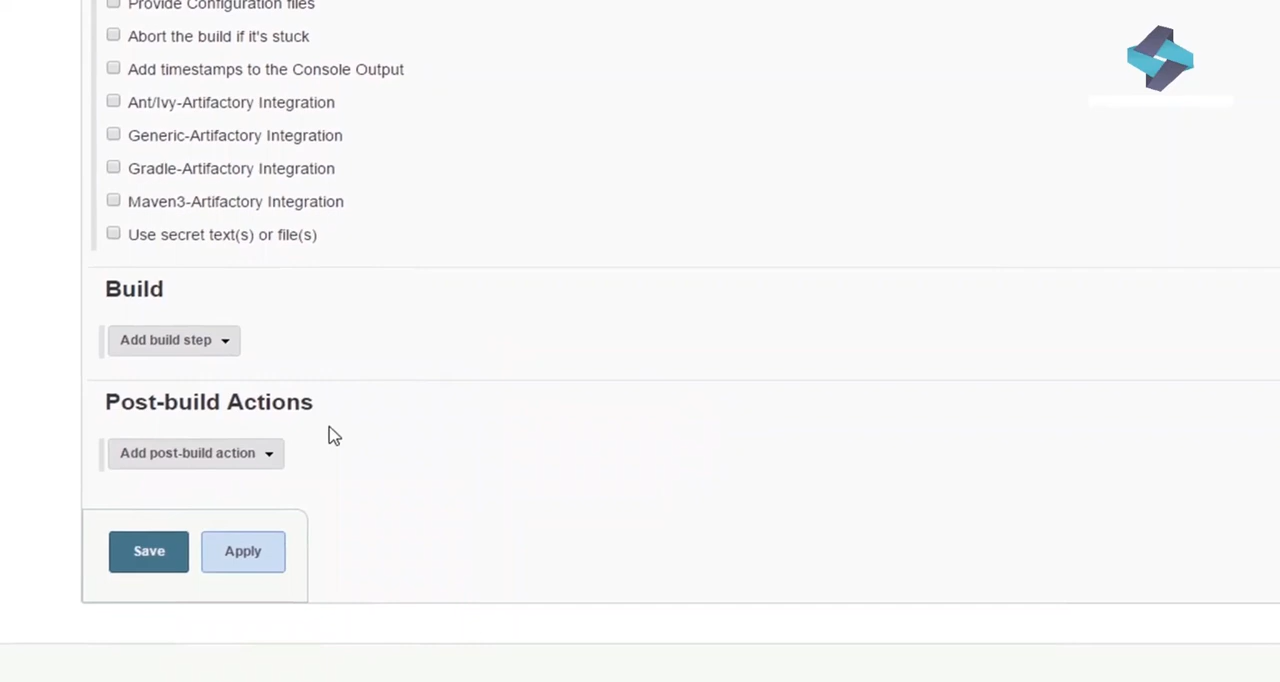 Provide Configuration files
Abort the build if it's stuck
Add timestamps to the Console Output
Ant/Ivy-Artifactory Integration
Generic-Artifactory Integration
Gradle-Artifactory Integration
Maven3-Artifactory Integration
Use secret text(s) or file(s)
Build
Add build step
Post-build Actions
Add post-build action
Save Apply